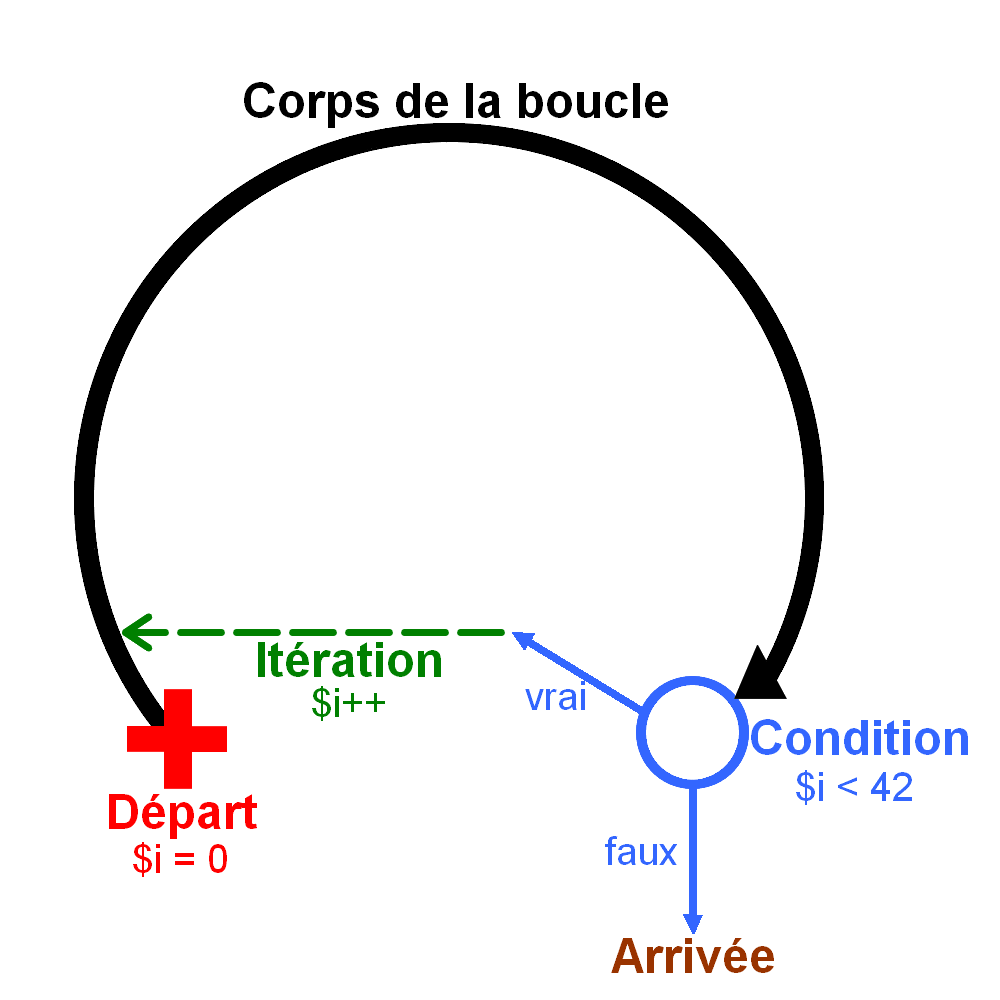 Corps de la boucle
Itération
$i++
vrai
Condition
$i < 42
Départ
$i = 0
faux
Arrivée